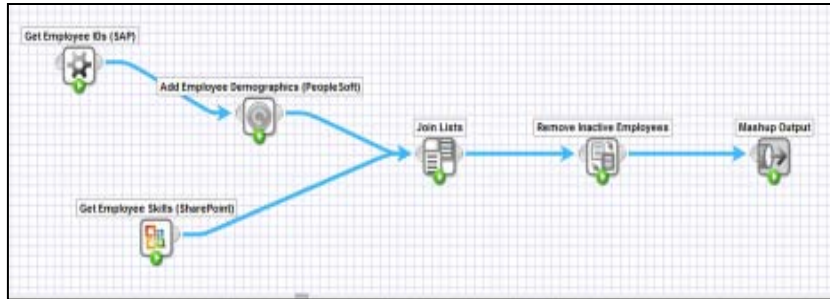 Get Employee IDs (SAP)
Add Employee Demographics (PeopleSoft)
Join Lists
Remove Inactive Employees
Mashup Output
Get Employee Skills (SharePoint)